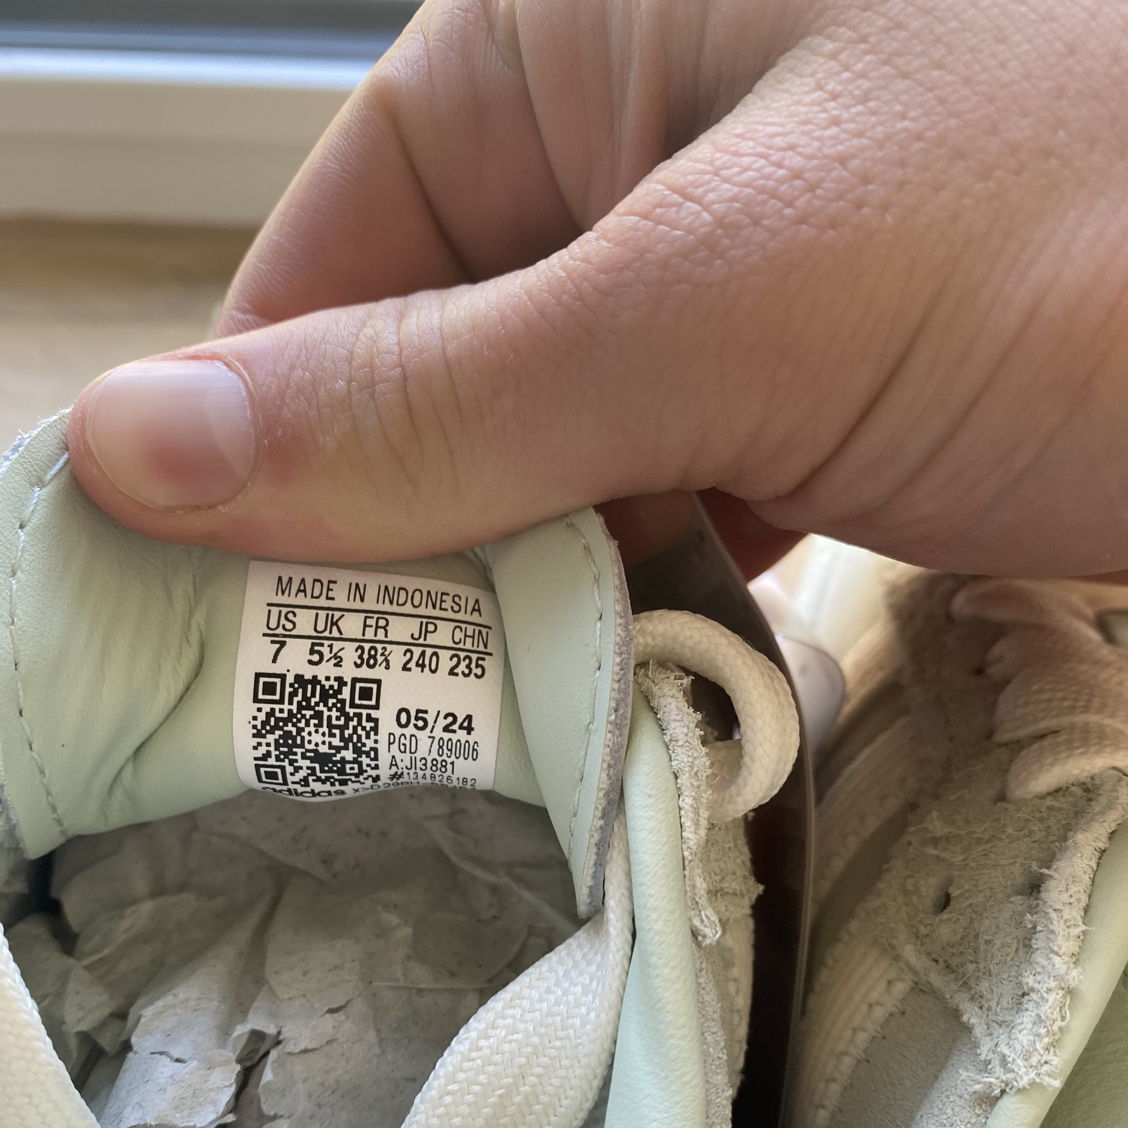 MADE IN INDONESIA
US UK FR JP CHN
7 5½ 38⅔ 240 235
05/24
PGD 789006
A:JI3881
#134826182
adidas